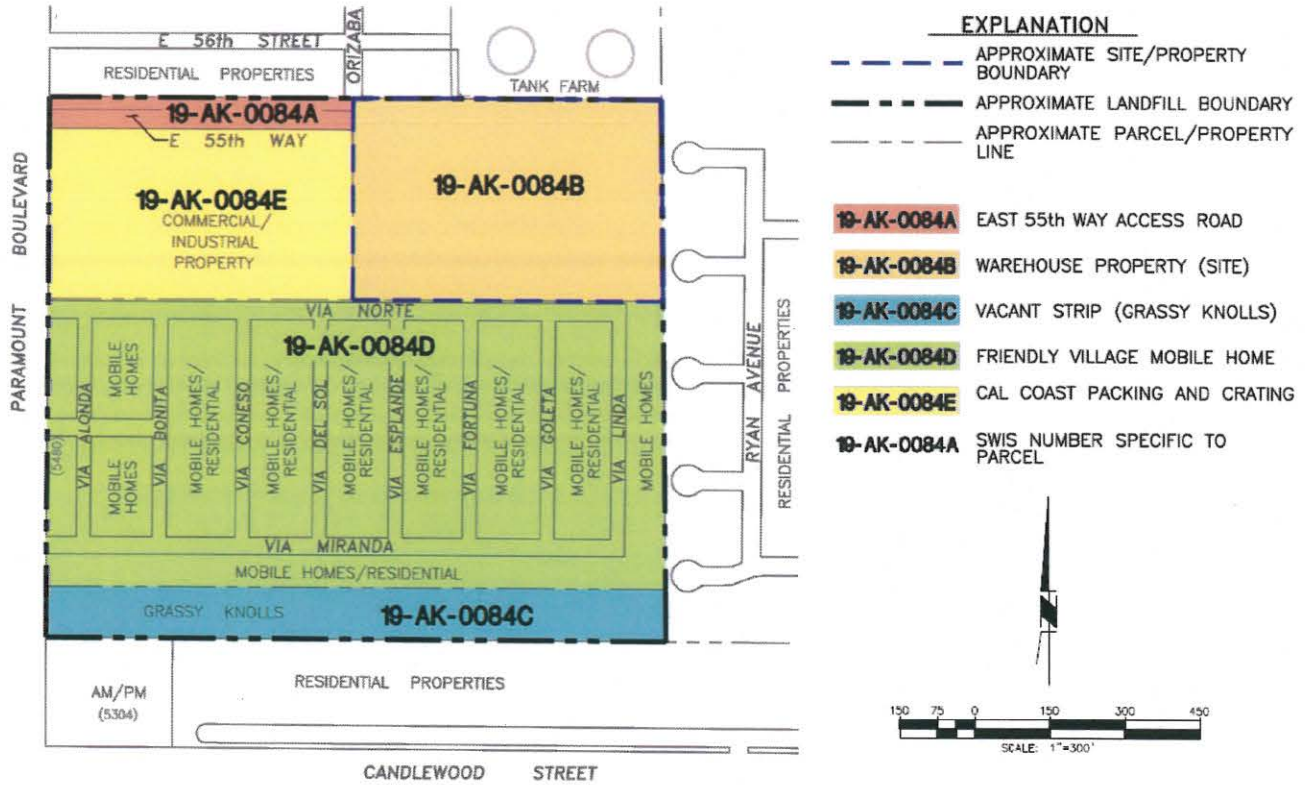 E 56th STREET
ORIZABA
RESIDENTIAL PROPERTIES
TANK FARM
19-AK-0084A
E 55th WAY
19-AK-0084B
19-AK-0084E
COMMERCIAL/
INDUSTRIAL
PROPERTY
PARAMOUNT BOULEVARD
VIA NORTE
19-AK-0084D
(5480)
VIA ALONDA
MOBILE
HOMES
MOBILE
HOMES
VIA BONITA
MOBILE HOMES/
RESIDENTIAL
VIA CONESO
MOBILE HOMES/
RESIDENTIAL
VIA DEL SOL
MOBILE HOMES/
RESIDENTIAL
VIA ESPLANDE
MOBILE HOMES/
RESIDENTIAL
VIA FORTUNA
MOBILE HOMES/
RESIDENTIAL
VIA GOLETA
MOBILE HOMES/
RESIDENTIAL
VIA LINDA
MOBILE HOMES
VIA MIRANDA
MOBILE HOMES/RESIDENTIAL
GRASSY KNOLLS
19-AK-0084C
RYAN AVENUE
RESIDENTIAL PROPERTIES
AM/PM
(5304)
RESIDENTIAL PROPERTIES
CANDLEWOOD STREET
EXPLANATION
APPROXIMATE SITE/PROPERTY
BOUNDARY
APPROXIMATE LANDFILL BOUNDARY
APPROXIMATE PARCEL/PROPERTY
LINE
19-AK-0084A EAST 55th WAY ACCESS ROAD
19-AK-0084B WAREHOUSE PROPERTY (SITE)
19-AK-0084C VACANT STRIP (GRASSY KNOLLS)
19-AK-0084D FRIENDLY VILLAGE MOBILE HOME
19-AK-0084E CAL COAST PACKING AND CRATING
19-AK-0084A SWIS NUMBER SPECIFIC TO
PARCEL
N
150 75 0 150 300 450
SCALE: 1"=300'